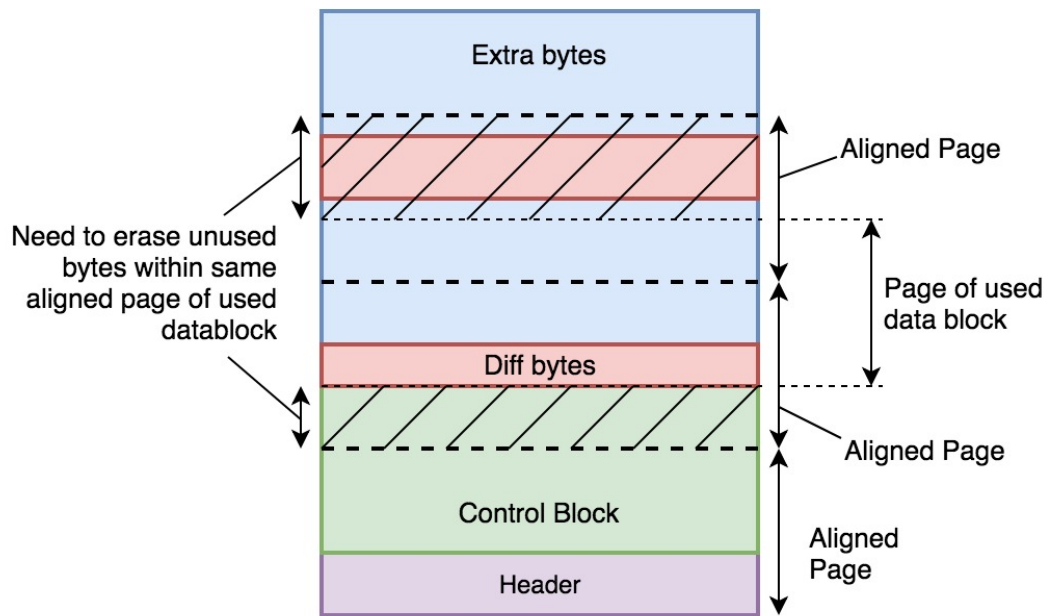 Extra bytes
Aligned Page
Need to erase unused
bytes within same
aligned page of used
datablock
Page of used
data block
Diff bytes
Aligned Page
Control Block
Aligned
Page
Header